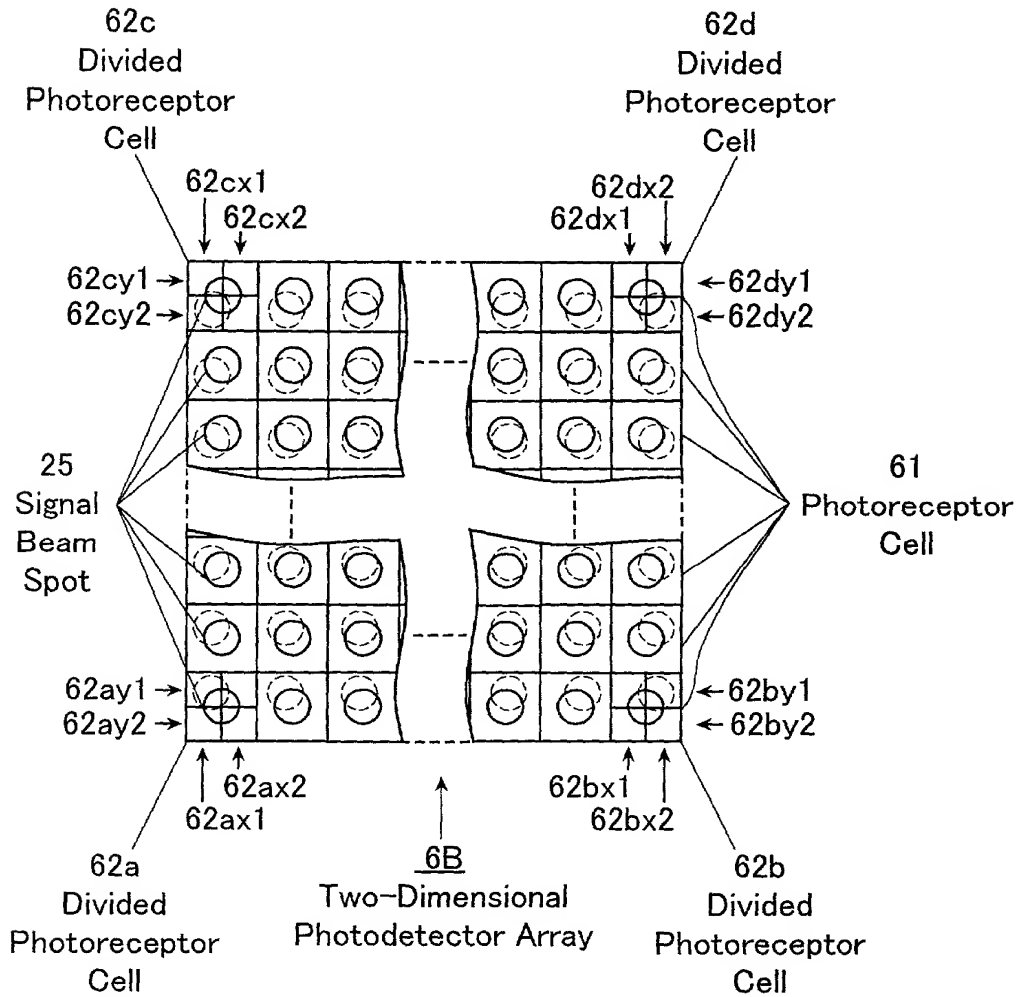 62c
Divided
Photoreceptor
Cell
62d
Divided
Photoreceptor
Cell
62cx1
62cx2
62dx2
62dx1
62cy1
62cy2
62dy1
62dy2
25
Signal
Beam
Spot
61
Photoreceptor
Cell
62ay1
62ay2
62by1
62by2
62ax2
62ax1
62bx1
62bx2
62a
Divided
Photoreceptor
Cell
6B
Two-Dimensional
Photodetector Array
62b
Divided
Photoreceptor
Cell